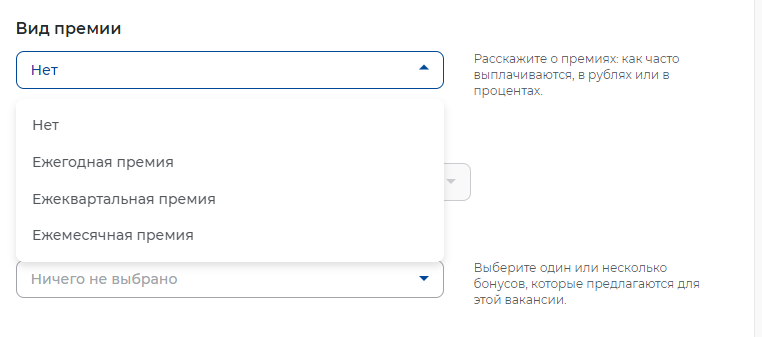 Вид премии
Нет
Расскажите о премиях: как часто
выплачиваются, в рублях или в
процентах.
Нет
Ежегодная премия
Ежеквартальная премия
Ежемесячная премия
Ничего не выбрано
Выберите один или несколько
бонусов, которые предлагаются для
этой вакансии.